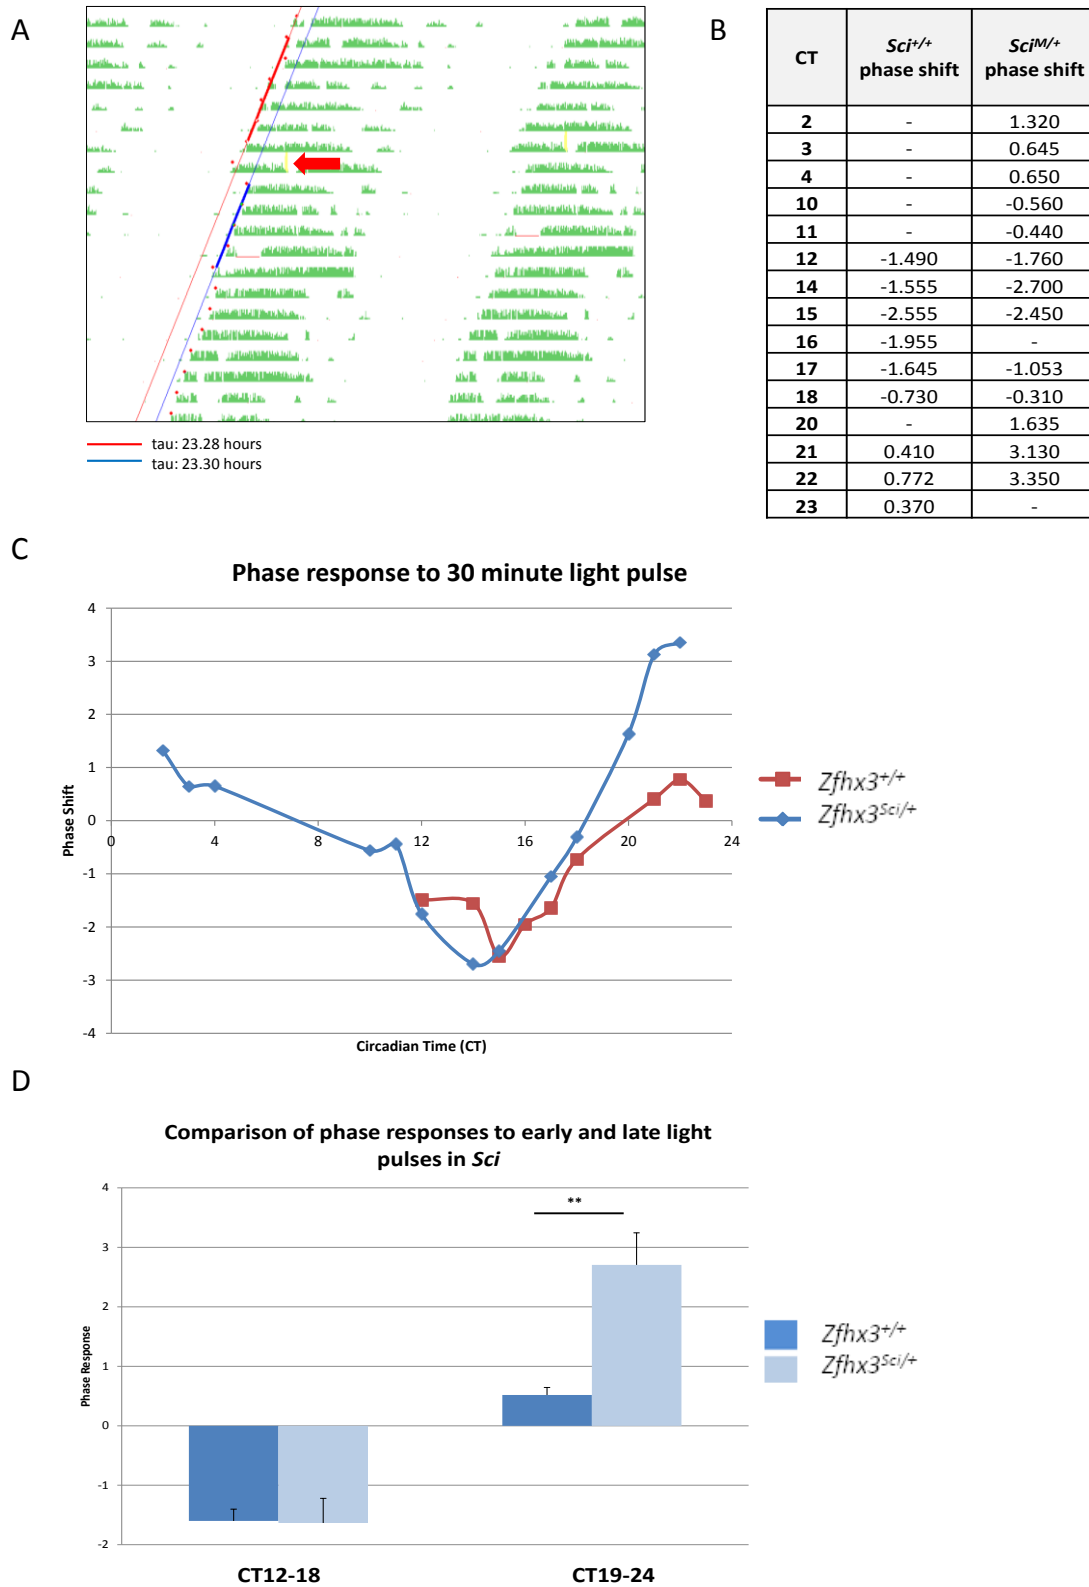 A
tau: 23.28 hours
tau: 23.30 hours
B
CT Sci+/+ phase shift SciM/+ phase shift
2 - 1.320
3 - 0.645
4 - 0.650
10 - -0.560
11 - -0.440
12 -1.490 -1.760
14 -1.555 -2.700
15 -2.555 -2.450
16 -1.955 -
17 -1.645 -1.053
18 -0.730 -0.310
20 - 1.635
21 0.410 3.130
22 0.772 3.350
23 0.370 -
C
Phase response to 30 minute light pulse
4
3
2
1
0
-1
-2
-3
-4
Phase Shift
0 4 8 12 16 20 24
Circadian Time (CT)
Zfhx3+/+
Zfhx3Sci/+
D
Comparison of phase responses to early and late light
pulses in Sci
4
3
2
1
0
-1
-2
Phase Response
**
CT12-18 CT19-24
Zfhx3+/+
Zfhx3Sci/+